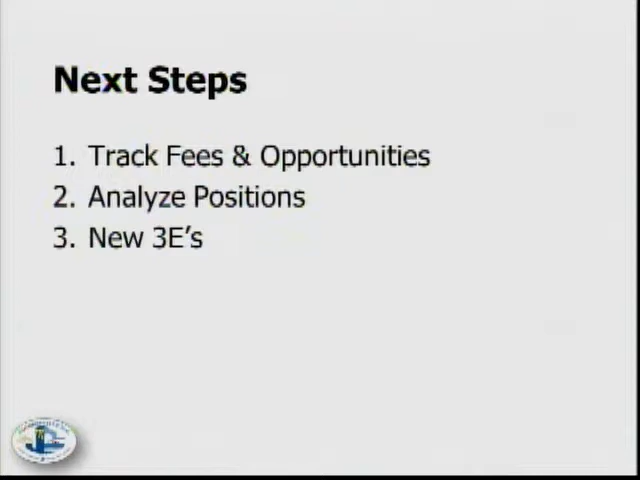 Next Steps
1. Track Fees & Opportunities
2. Analyze Positions
3. New 3E's